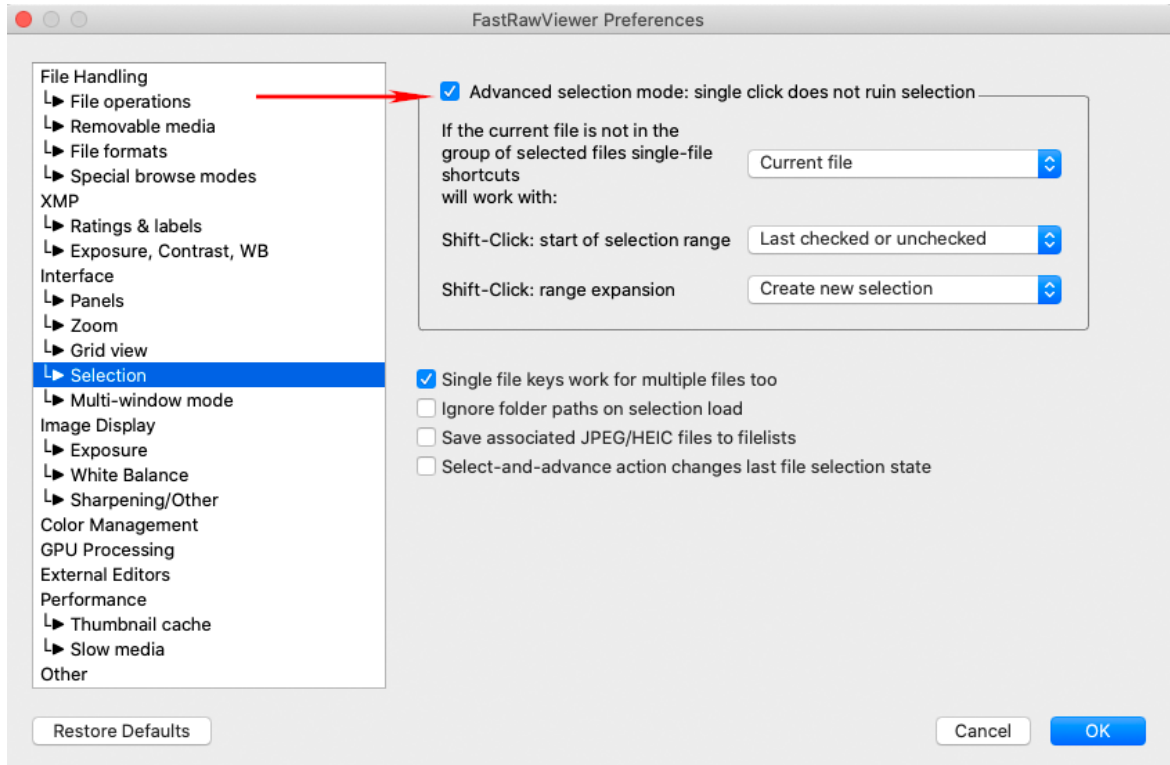 FastRawViewer Preferences
File Handling
File operations
Removable media
File formats
Special browse modes
XMP
Ratings & labels
Exposure, Contrast, WB
Interface
Panels
Zoom
Grid view
Selection
Multi-window mode
Image Display
Exposure
White Balance
Sharpening/Other
Color Management
GPU Processing
External Editors
Performance
Thumbnail cache
Slow media
Other
Advanced selection mode: single click does not ruin selection
If the current file is not in the
group of selected files single-file
shortcuts
will work with:
Current file
Shift-Click: start of selection range
Last checked or unchecked
Shift-Click: range expansion
Create new selection
Single file keys work for multiple files too
Ignore folder paths on selection load
Save associated JPEG/HEIC files to filelists
Select-and-advance action changes last file selection state
Restore Defaults
Cancel
OK